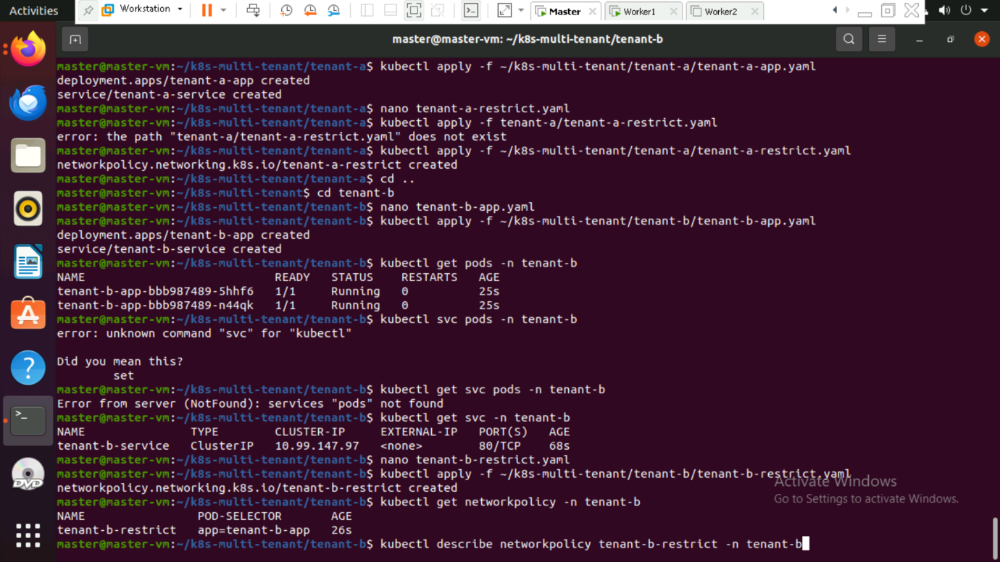 Activities
Workstation
Master
Worker1
Worker2
master@master-vm: ~/k8s-multi-tenant/tenant-b
master@master-vm:~/k8s-multi-tenant/tenant-a$ kubectl apply -f ~/k8s-multi-tenant/tenant-a/tenant-a-app.yaml
deployment.apps/tenant-a-app created
service/tenant-a-service created
master@master-vm:~/k8s-multi-tenant/tenant-a$ nano tenant-a-restrict.yaml
master@master-vm:~/k8s-multi-tenant/tenant-a$ kubectl apply -f tenant-a/tenant-a-restrict.yaml
error: the path "tenant-a/tenant-a-restrict.yaml" does not exist
master@master-vm:~/k8s-multi-tenant/tenant-a$ kubectl apply -f ~/k8s-multi-tenant/tenant-a/tenant-a-restrict.yaml
networkpolicy.networking.k8s.io/tenant-a-restrict created
master@master-vm:~/k8s-multi-tenant/tenant-a$ cd ..
master@master-vm:~/k8s-multi-tenant$ cd tenant-b
master@master-vm:~/k8s-multi-tenant/tenant-b$ nano tenant-b-app.yaml
master@master-vm:~/k8s-multi-tenant/tenant-b$ kubectl apply -f ~/k8s-multi-tenant/tenant-b/tenant-b-app.yaml
deployment.apps/tenant-b-app created
service/tenant-b-service created
master@master-vm:~/k8s-multi-tenant/tenant-b$ kubectl get pods -n tenant-b
NAME READY STATUS RESTARTS AGE
tenant-b-app-bbb987489-5hhf6 1/1 Running 0 25s
tenant-b-app-bbb987489-n44qk 1/1 Running 0 25s
master@master-vm:~/k8s-multi-tenant/tenant-b$ kubectl svc pods -n tenant-b
error: unknown command "svc" for "kubectl"
Did you mean this?
set
master@master-vm:~/k8s-multi-tenant/tenant-b$ kubectl get svc pods -n tenant-b
Error from server (NotFound): services "pods" not found
master@master-vm:~/k8s-multi-tenant/tenant-b$ kubectl get svc -n tenant-b
NAME TYPE CLUSTER-IP EXTERNAL-IP PORT(S) AGE
tenant-b-service ClusterIP 10.99.147.97 <none> 80/TCP 68s
master@master-vm:~/k8s-multi-tenant/tenant-b$ nano tenant-b-restrict.yaml
master@master-vm:~/k8s-multi-tenant/tenant-b$ kubectl apply -f ~/k8s-multi-tenant/tenant-b/tenant-b-restrict.yaml
networkpolicy.networking.k8s.io/tenant-b-restrict created
master@master-vm:~/k8s-multi-tenant/tenant-b$ kubectl get networkpolicy -n tenant-b
NAME POD-SELECTOR AGE
tenant-b-restrict app=tenant-b-app 26s
master@master-vm:~/k8s-multi-tenant/tenant-b$ kubectl describe networkpolicy tenant-b-restrict -n tenant-b
Activate Windows
Go to Settings to activate Windows.
DVD